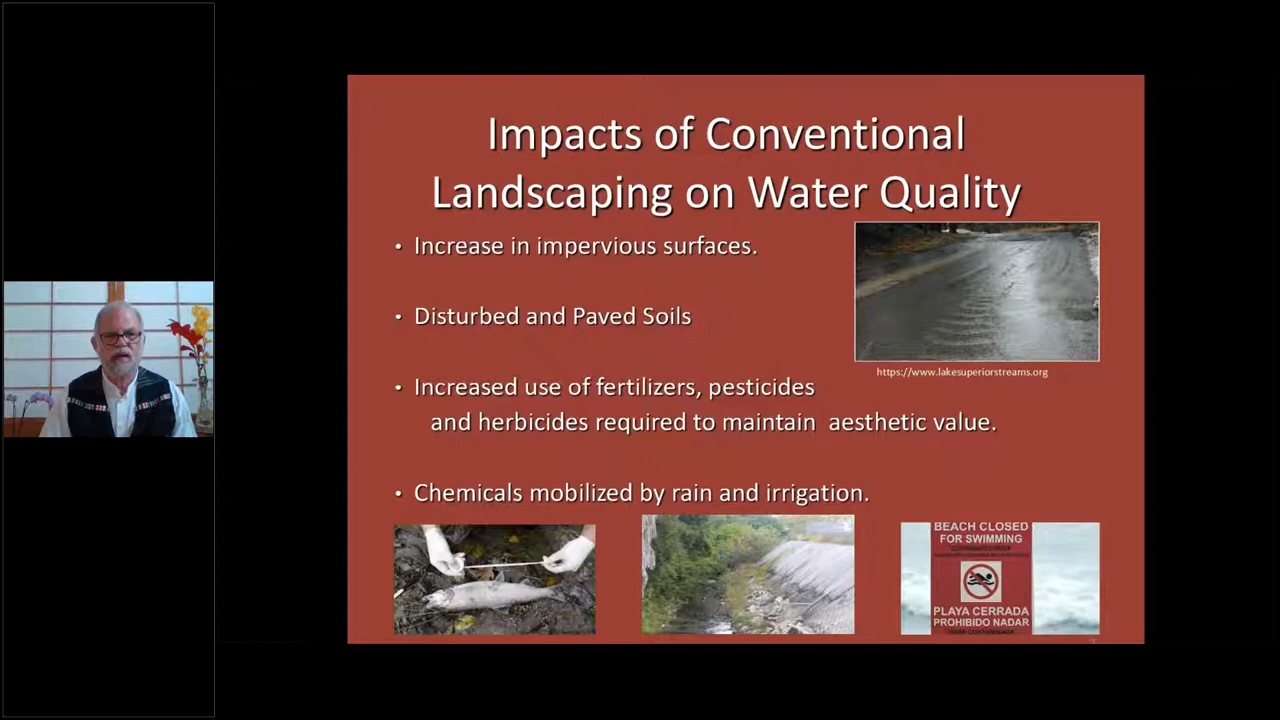 Impacts of Conventional
Landscaping on Water Quality
• Increase in impervious surfaces.
• Disturbed and Paved Soils
https://www.lakesuperiorstreams.org
• Increased use of fertilizers, pesticides
and herbicides required to maintain aesthetic value.
• Chemicals mobilized by rain and irrigation.
BEACH CLOSED
FOR SWIMMING
PLAYA CERRADA
PROHIBIDO NADAR